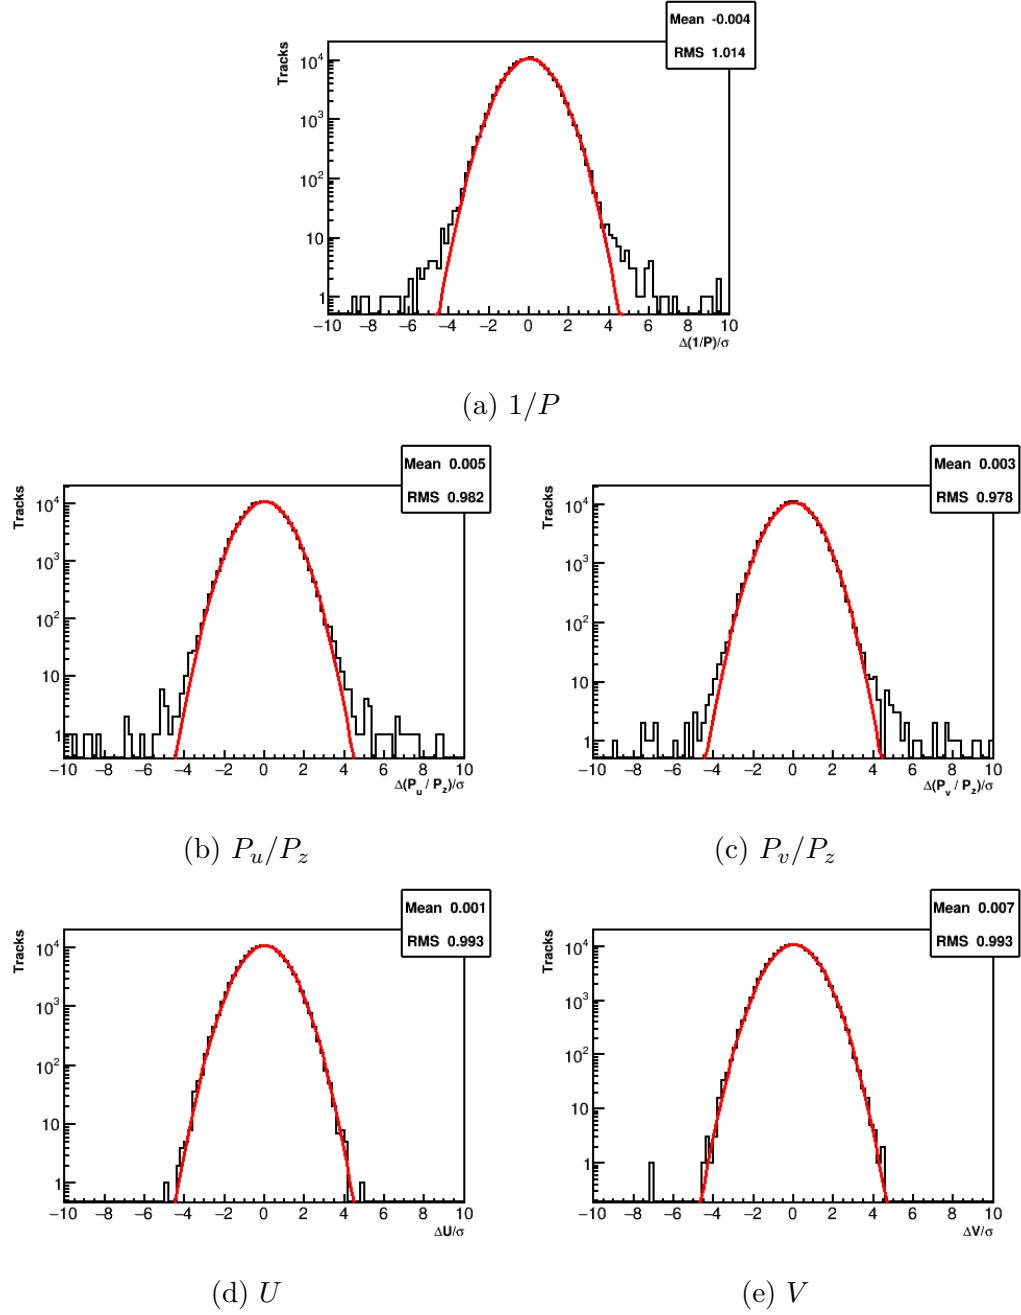 Mean -0.004
RMS 1.014
Tracks
10^4
10^3
10^2
10
1
−10 −8 −6 −4 −2 0 2 4 6 8 10
Δ(1/P)/σ
(a) 1/P
Mean 0.005
RMS 0.982
Tracks
10^4
10^3
10^2
10
1
−10 −8 −6 −4 −2 0 2 4 6 8 10
Δ(P_u / P_z)/σ
(b) P_u/P_z
Mean 0.003
RMS 0.978
Tracks
10^4
10^3
10^2
10
1
−10 −8 −6 −4 −2 0 2 4 6 8 10
Δ(P_v / P_z)/σ
(c) P_v/P_z
Mean 0.001
RMS 0.993
Tracks
10^4
10^3
10^2
10
1
−10 −8 −6 −4 −2 0 2 4 6 8 10
ΔU/σ
(d) U
Mean 0.007
RMS 0.993
Tracks
10^4
10^3
10^2
10
1
−10 −8 −6 −4 −2 0 2 4 6 8 10
ΔV/σ
(e) V